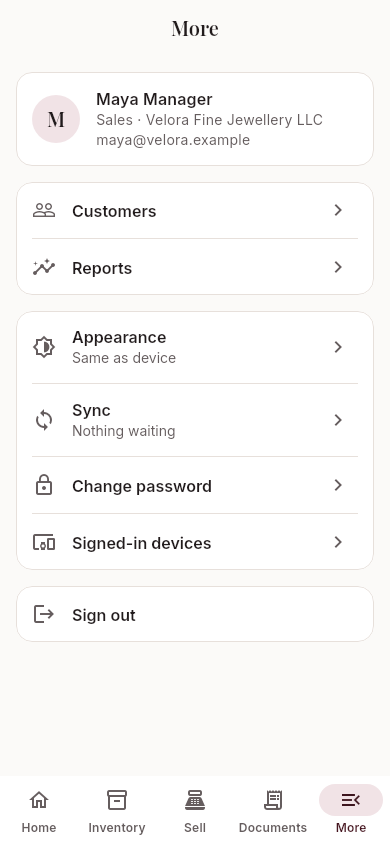 More
M
Maya Manager
Sales · Velora Fine Jewellery LLC
maya@velora.example
Customers
Reports
Appearance
Same as device
Sync
Nothing waiting
Change password
Signed-in devices
Sign out
Home Inventory Sell Documents More